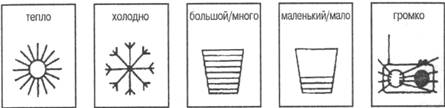 тепло
холодно
большой/много
маленький/мало
громко